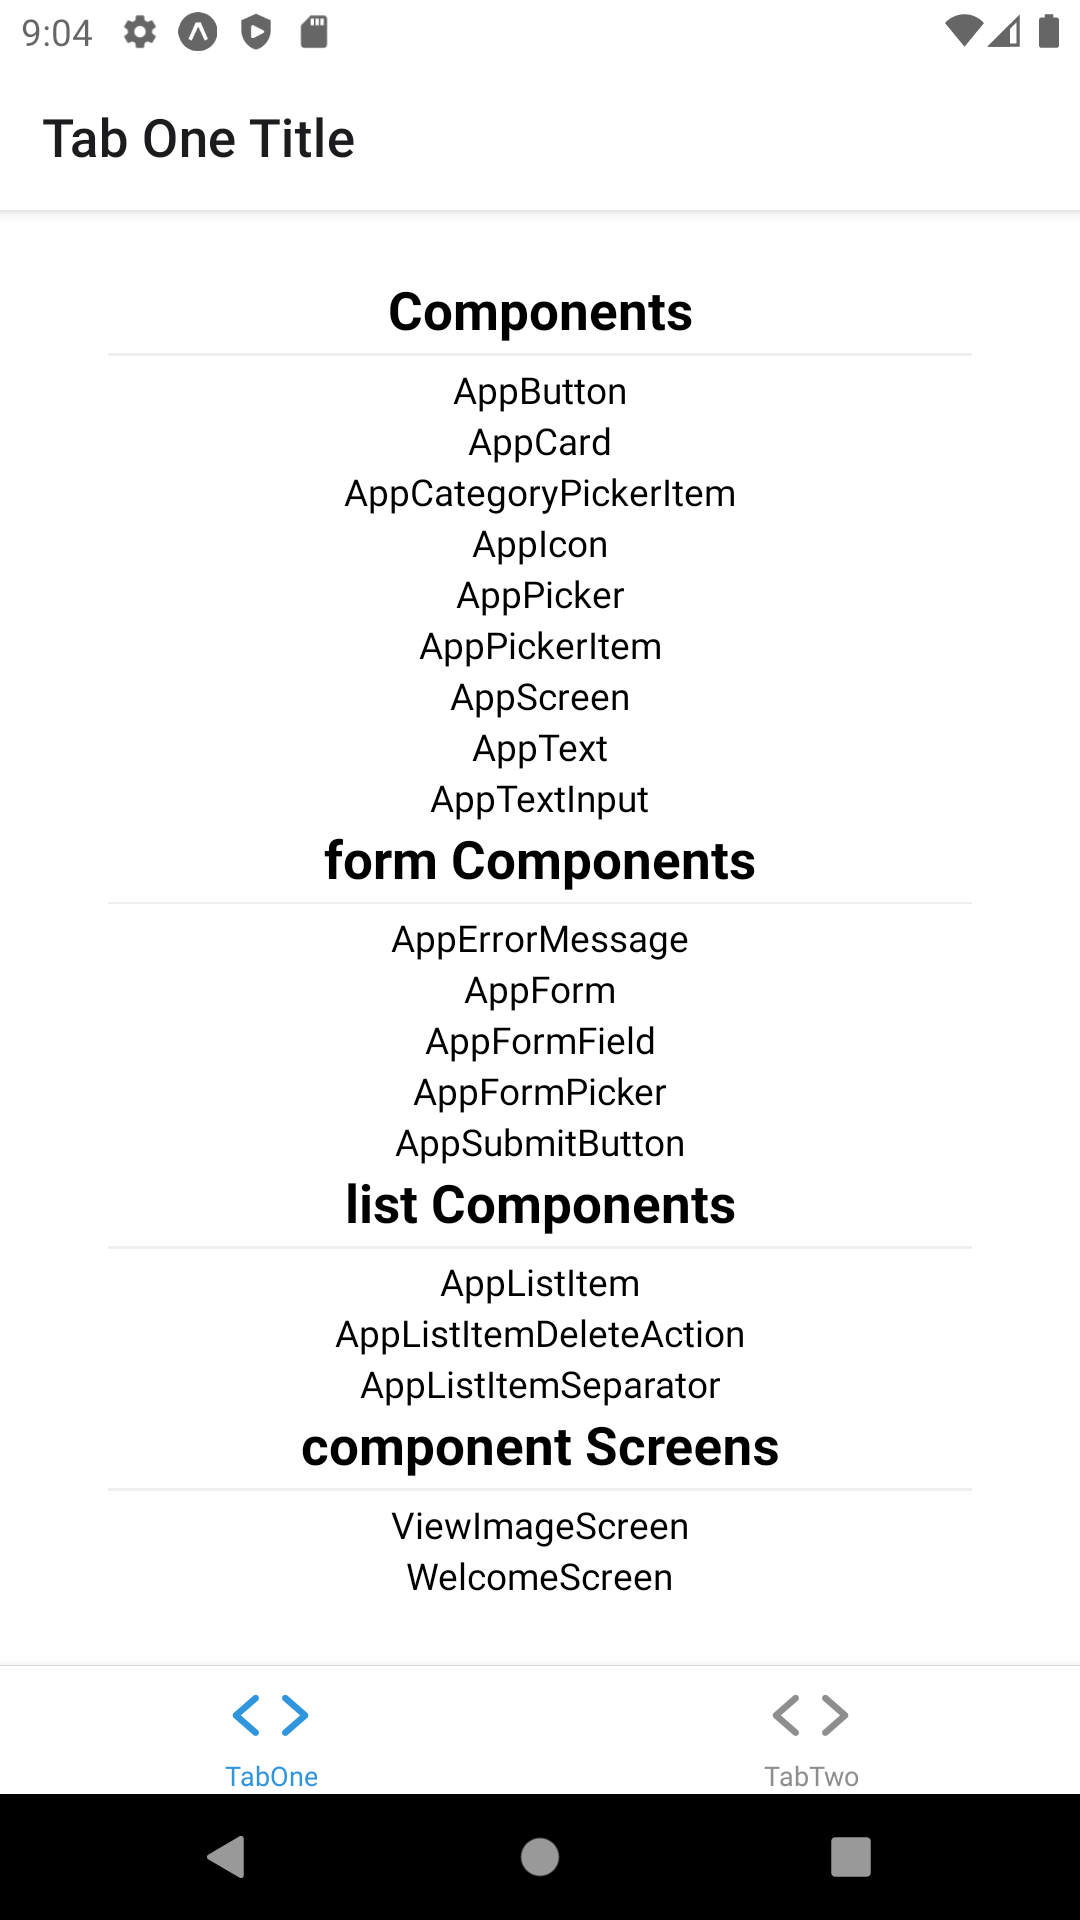 9:04
Tab One Title
Components
AppButton
AppCard
AppCategoryPickerItem
AppIcon
AppPicker
AppPickerItem
AppScreen
AppText
AppTextInput
form Components
AppErrorMessage
AppForm
AppFormField
AppFormPicker
AppSubmitButton
list Components
AppListItem
AppListItemDeleteAction
AppListItemSeparator
component Screens
ViewImageScreen
WelcomeScreen
TabOne
TabTwo